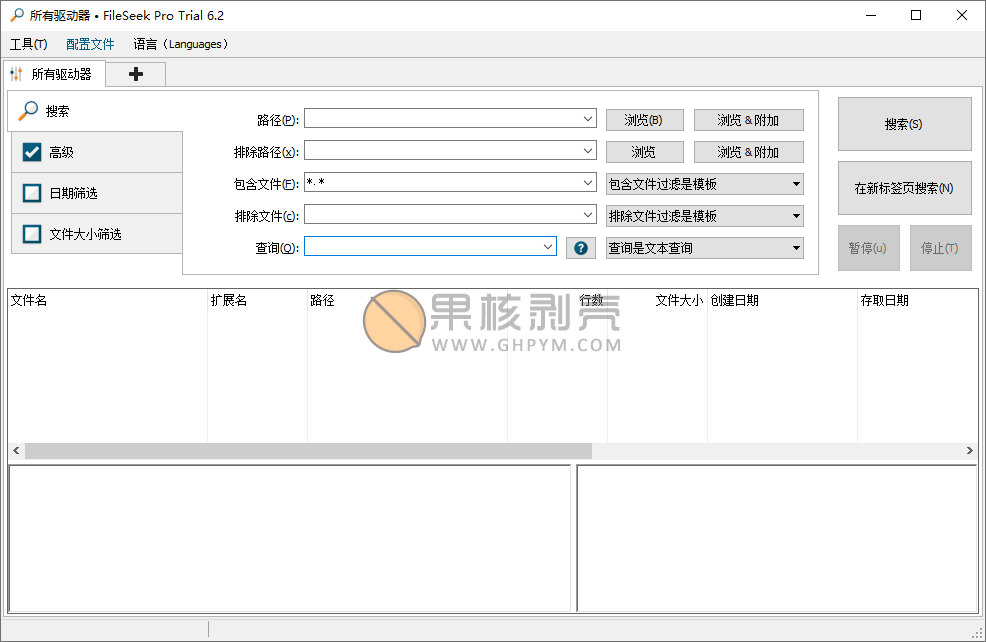 所有驱动器 • FileSeek Pro Trial 6.2
工具(T) 配置文件 语言（Languages）
所有驱动器
搜索
高级
日期筛选
文件大小筛选
路径(P): 浏览(B) 浏览 & 附加
排除路径(x): 浏览 浏览 & 附加
包含文件(F): *.* 包含文件过滤是模板
排除文件(c): 排除文件过滤是模板
查询(Q): ? 查询是文本查询
搜索(S)
在新标签页搜索(N)
暂停(u) 停止(T)
文件名 扩展名 路径 行数 文件大小 创建日期 存取日期
果核剥壳
WWW.GHPYM.COM